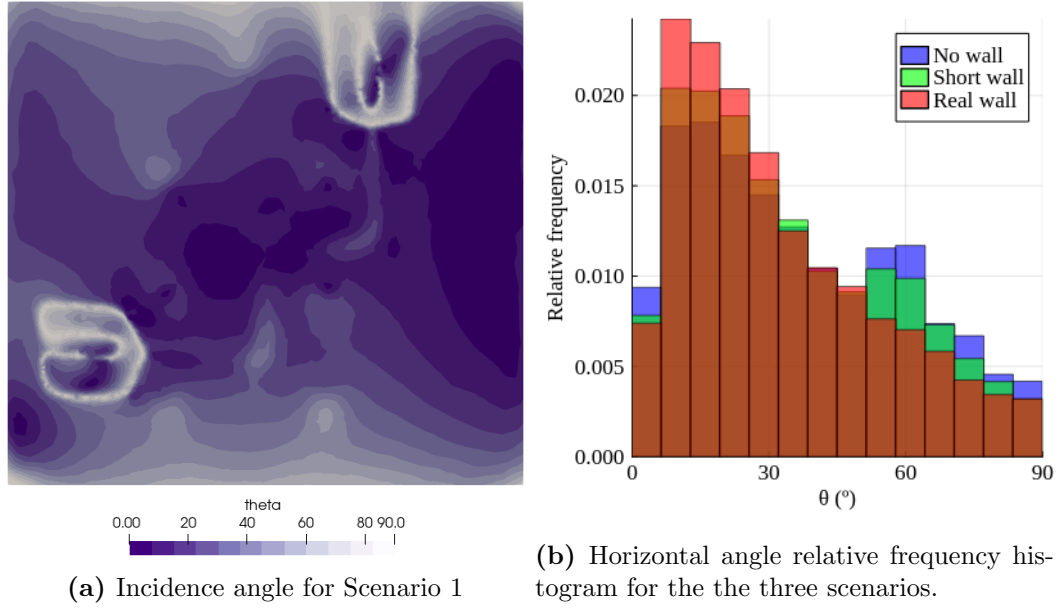 theta
0.00 20 40 60 80 90.0
(a) Incidence angle for Scenario 1
Relative frequency
0.020
0.015
0.010
0.005
0.000
No wall
Short wall
Real wall
0 30 60 90
θ (º)
(b) Horizontal angle relative frequency his-
togram for the the three scenarios.